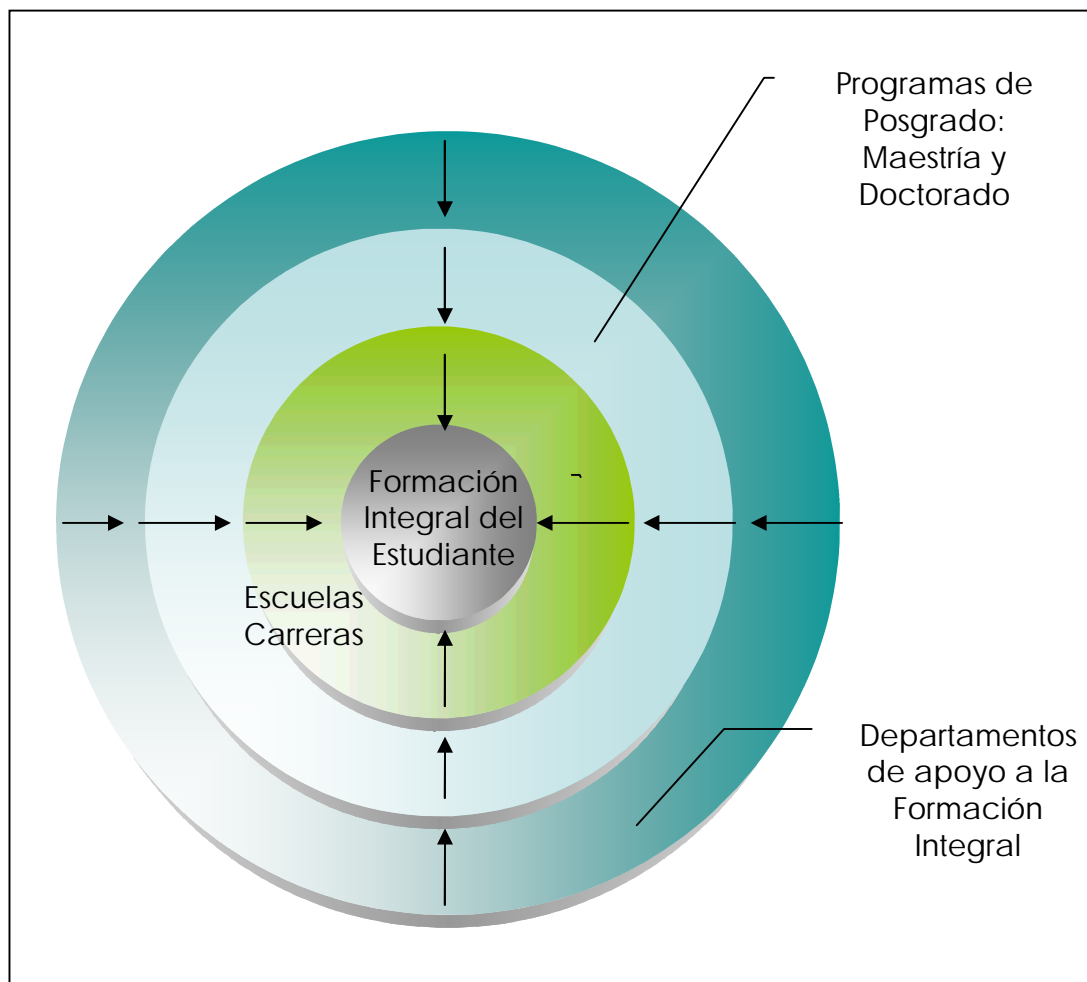 Programas de
Posgrado:
Maestría y
Doctorado
Formación
Integral del
Estudiante
Escuelas
Carreras
Departamentos
de apoyo a la
Formación
Integral